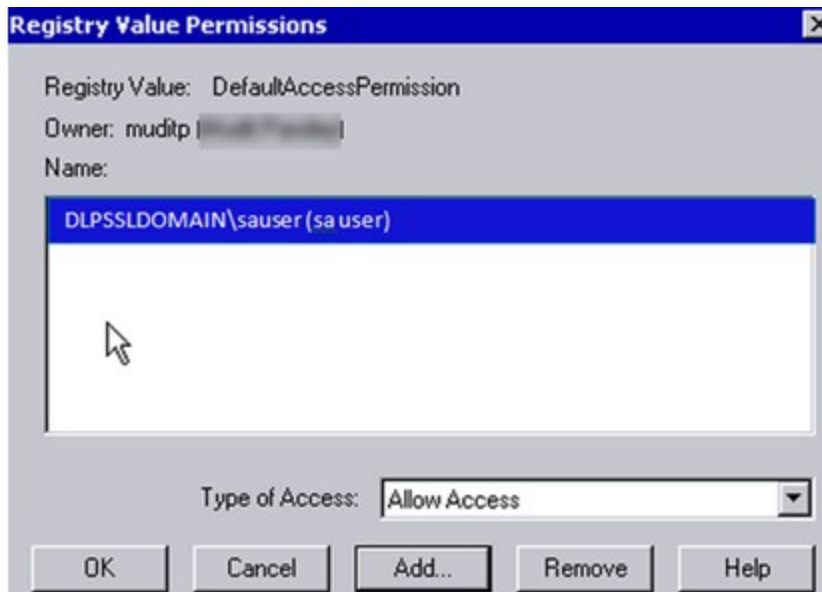 Registry Value Permissions
Registry Value: DefaultAccessPermission
Owner: muditp
Name:
DLPSSLDOMAIN\sauser (sa user)
Type of Access: Allow Access
OK Cancel Add... Remove Help